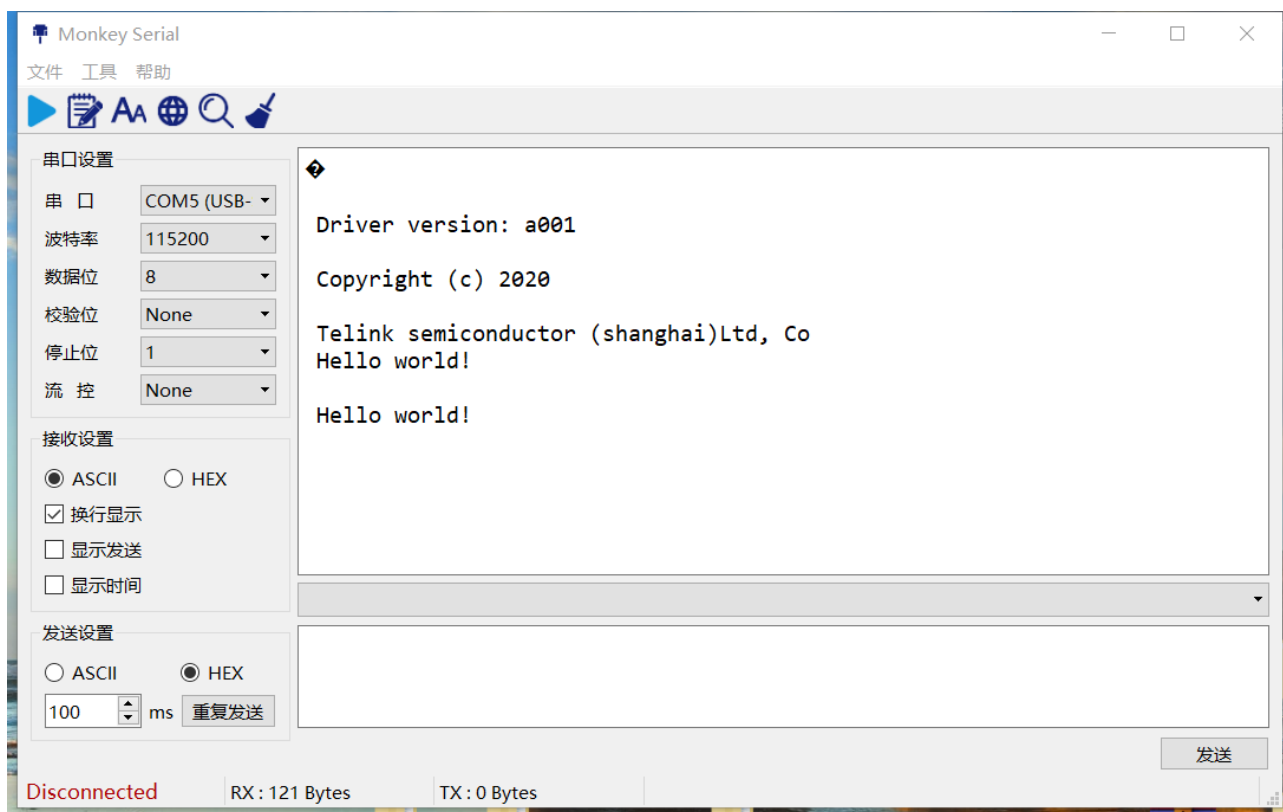 Monkey Serial
文件 工具 帮助
串口设置
串 口 COM5 (USB-
波特率 115200
数据位 8
校验位 None
停止位 1
流 控 None
接收设置
ASCII HEX
换行显示
显示发送
显示时间
发送设置
ASCII HEX
100 ms 重复发送
�
Driver version: a001
Copyright (c) 2020
Telink semiconductor (shanghai)Ltd, Co
Hello world!
Hello world!
发送
Disconnected RX : 121 Bytes TX : 0 Bytes